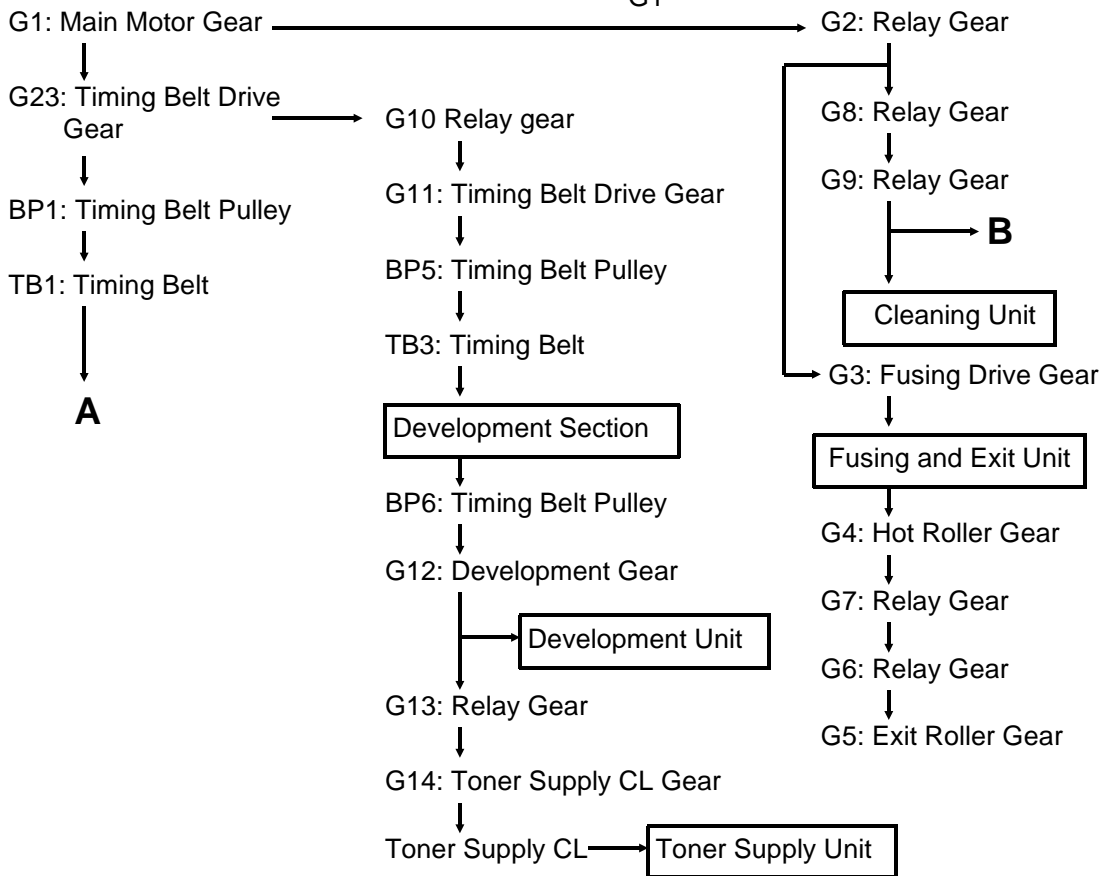 G1
G1: Main Motor Gear
G23: Timing Belt Drive
Gear
BP1: Timing Belt Pulley
TB1: Timing Belt
A
G10 Relay gear
G11: Timing Belt Drive Gear
BP5: Timing Belt Pulley
TB3: Timing Belt
Development Section
BP6: Timing Belt Pulley
G12: Development Gear
Development Unit
G13: Relay Gear
G14: Toner Supply CL Gear
Toner Supply CL
Toner Supply Unit
G2: Relay Gear
G8: Relay Gear
G9: Relay Gear
B
Cleaning Unit
G3: Fusing Drive Gear
Fusing and Exit Unit
G4: Hot Roller Gear
G7: Relay Gear
G6: Relay Gear
G5: Exit Roller Gear